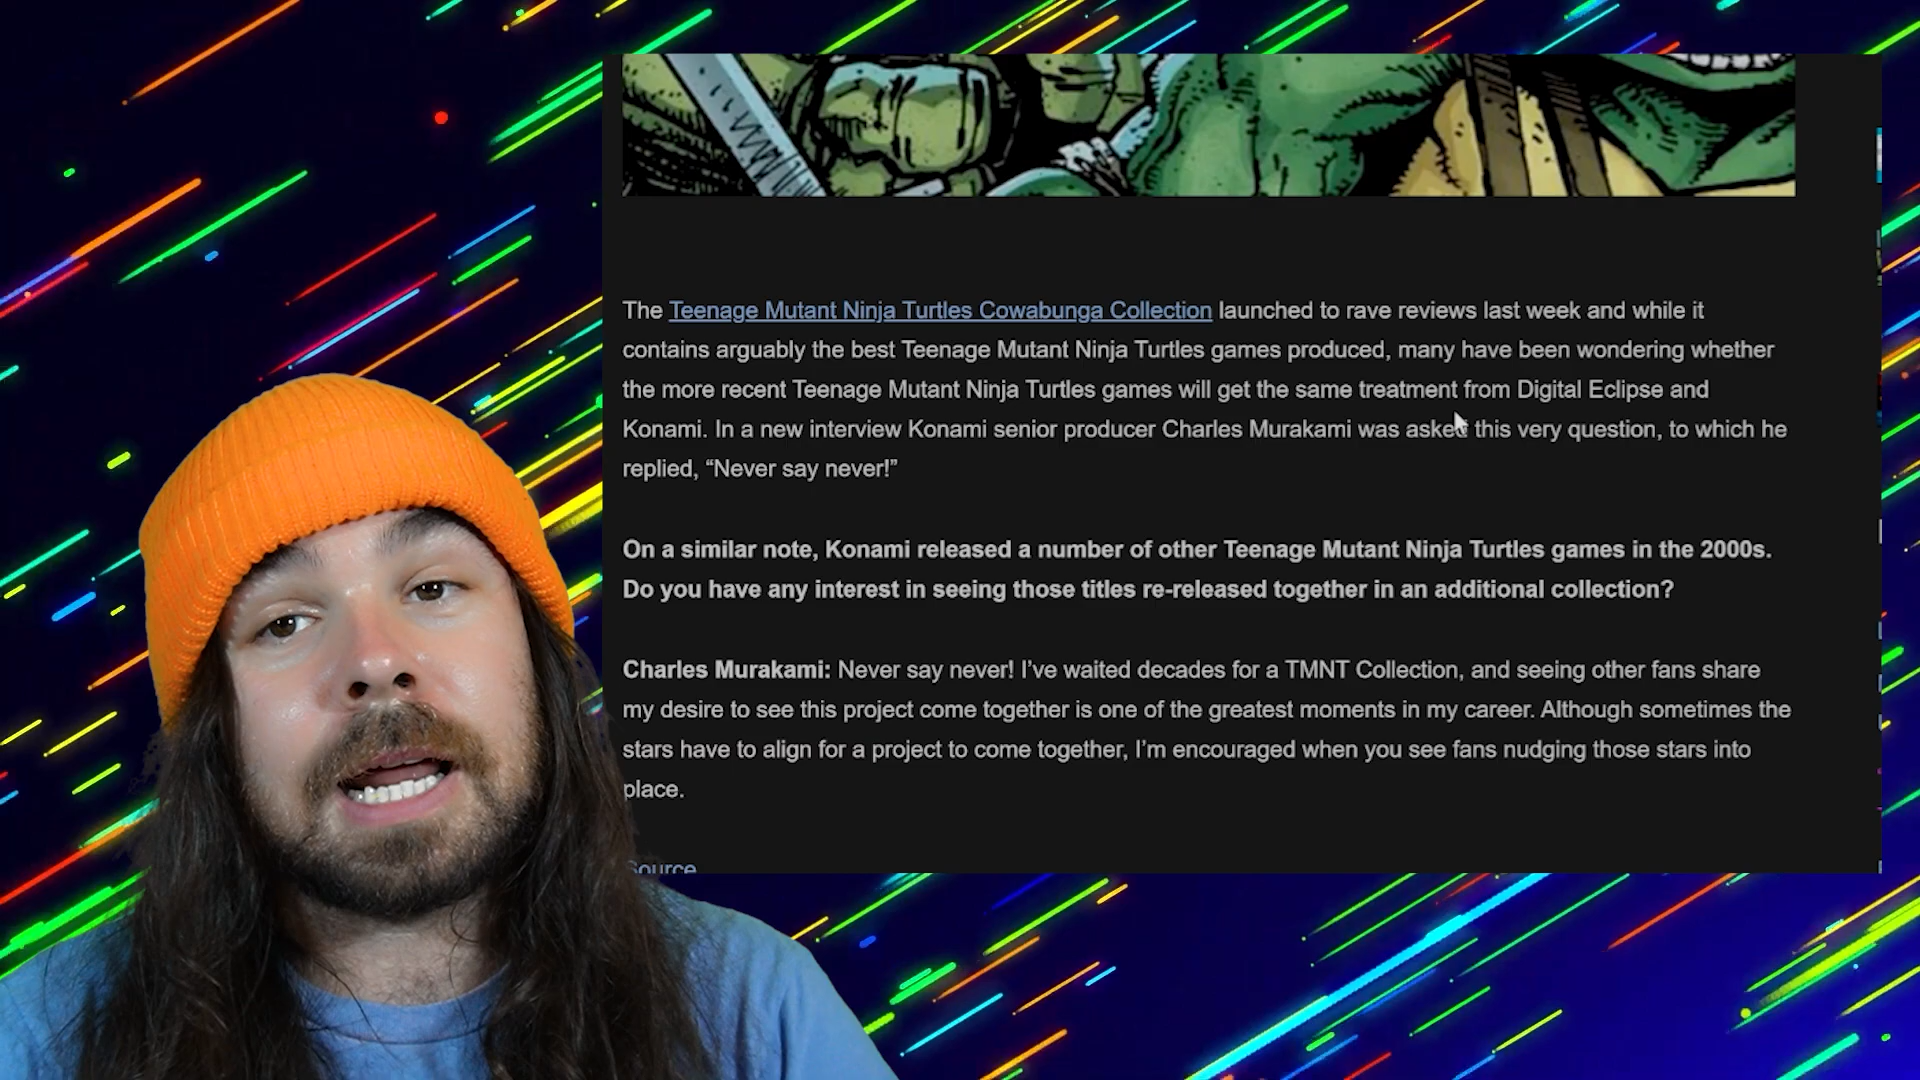 The Teenage Mutant Ninja Turtles Cowabunga Collection launched to rave reviews last week and while it
contains arguably the best Teenage Mutant Ninja Turtles games produced, many have been wondering whether
the more recent Teenage Mutant Ninja Turtles games will get the same treatment from Digital Eclipse and
Konami. In a new interview Konami senior producer Charles Murakami was asked this very question, to which he
replied, “Never say never!”
On a similar note, Konami released a number of other Teenage Mutant Ninja Turtles games in the 2000s.
Do you have any interest in seeing those titles re-released together in an additional collection?
Charles Murakami: Never say never! I’ve waited decades for a TMNT Collection, and seeing other fans share
my desire to see this project come together is one of the greatest moments in my career. Although sometimes the
stars have to align for a project to come together, I’m encouraged when you see fans nudging those stars into
place.
Source